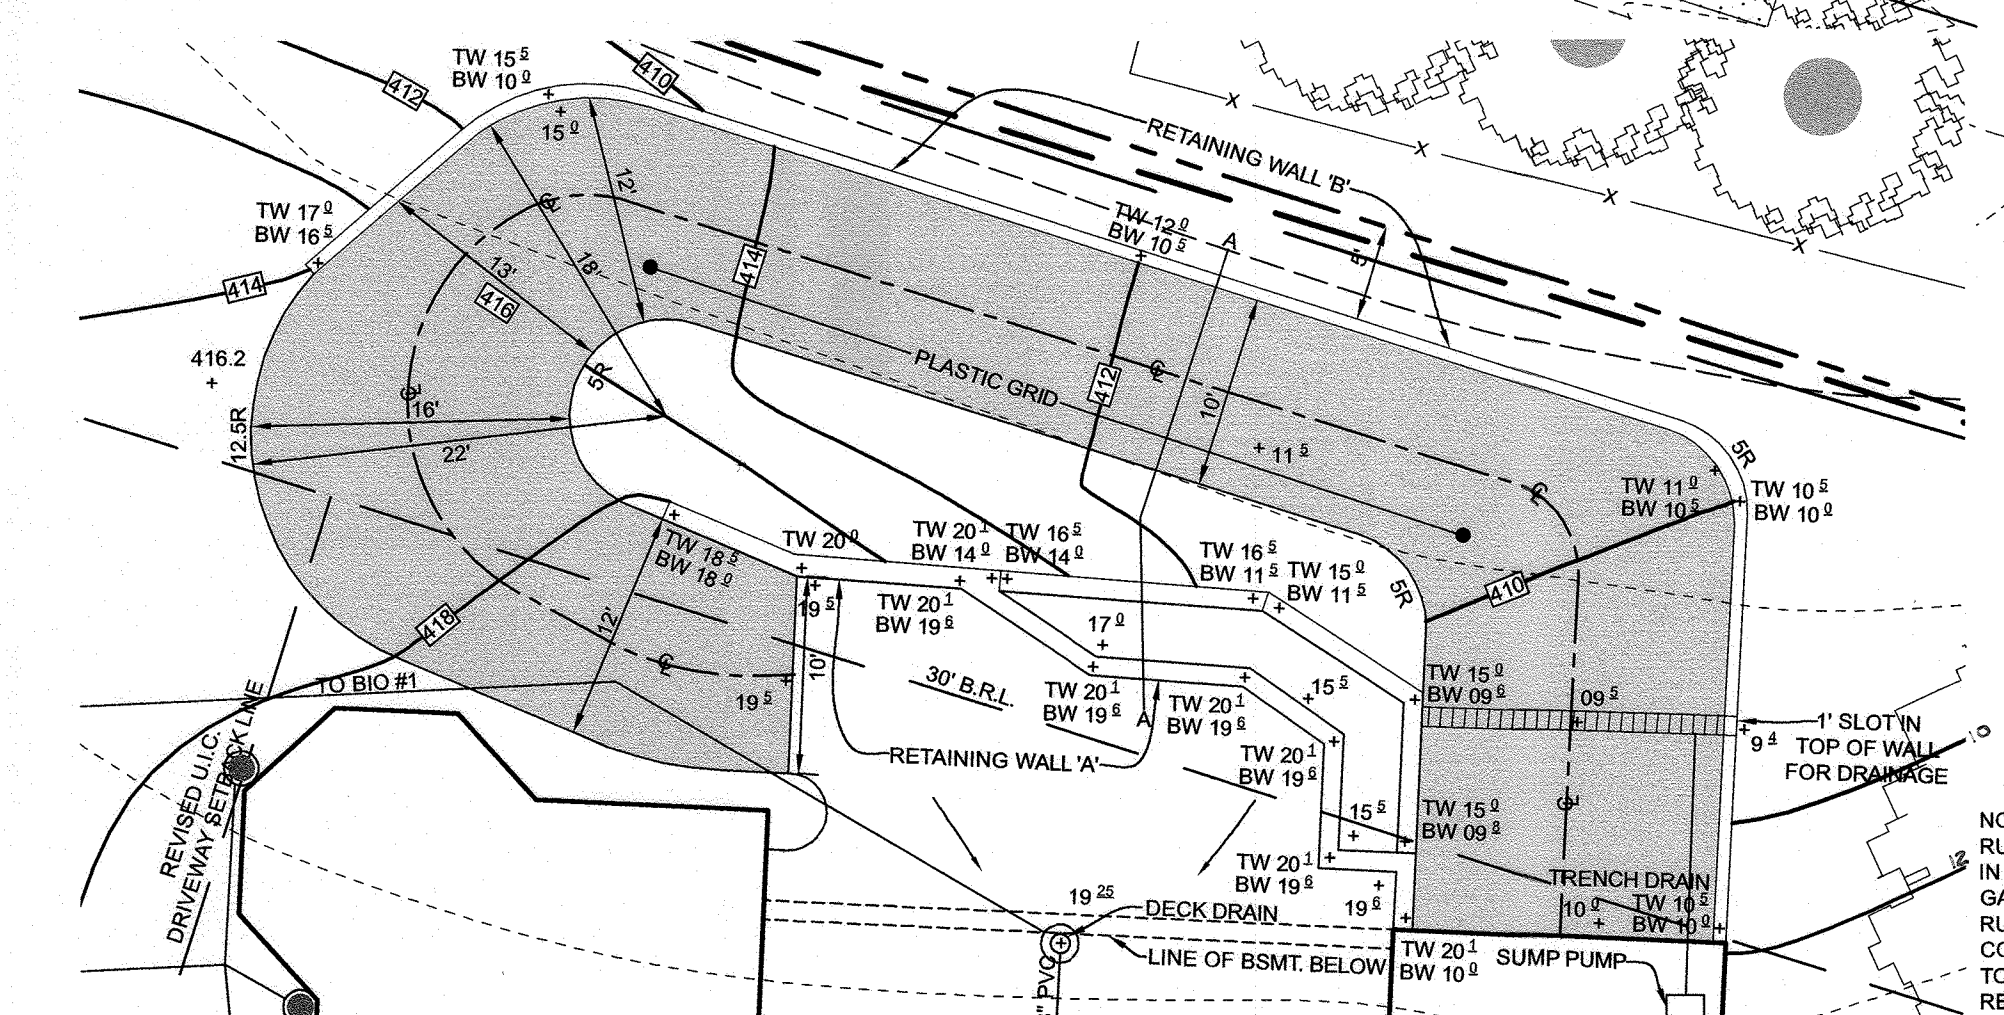 TW 15 5
BW 10 0
412
410
15 0
12'
RETAINING WALL 'B'
TW 17 0
BW 16 5
13'
18'
414
416
414
TW 12 0
BW 10 5
A
5'
416.2
12.5R
16'
22'
5R
PLASTIC GRID
412
10'
11 5
5R
TW 11 0
BW 10 5
TW 10 5
BW 10 0
TW 18 5
BW 18 0
TW 20 0
TW 20 1
BW 14 0
TW 16 5
BW 14 0
TW 16 5
BW 11 5
TW 15 0
BW 11 5
5R
410
418
12'
19 5
TW 20 1
BW 19 6
17 0
10'
TO BIO #1
19 5
30' B.R.L.
TW 20 1
BW 19 6
A
TW 20 1
BW 19 6
15 5
TW 15 0
BW 09 6
09 5
1' SLOT IN
TOP OF WALL
FOR DRAINAGE
9 4
10
REVISED U.I.C.
DRIVEWAY SETBACK LINE
RETAINING WALL 'A'
TW 20 1
BW 19 6
15 5
TW 15 0
BW 09 8
12
TW 20 1
BW 19 6
19 6
TRENCH DRAIN
10 0
TW 10 5
BW 10 0
19 25
DECK DRAIN
LINE OF BSMT. BELOW
TW 20 1
BW 10 0
SUMP PUMP
" PVC
NO
RU
IN
GA
RU
CO
TO
RE